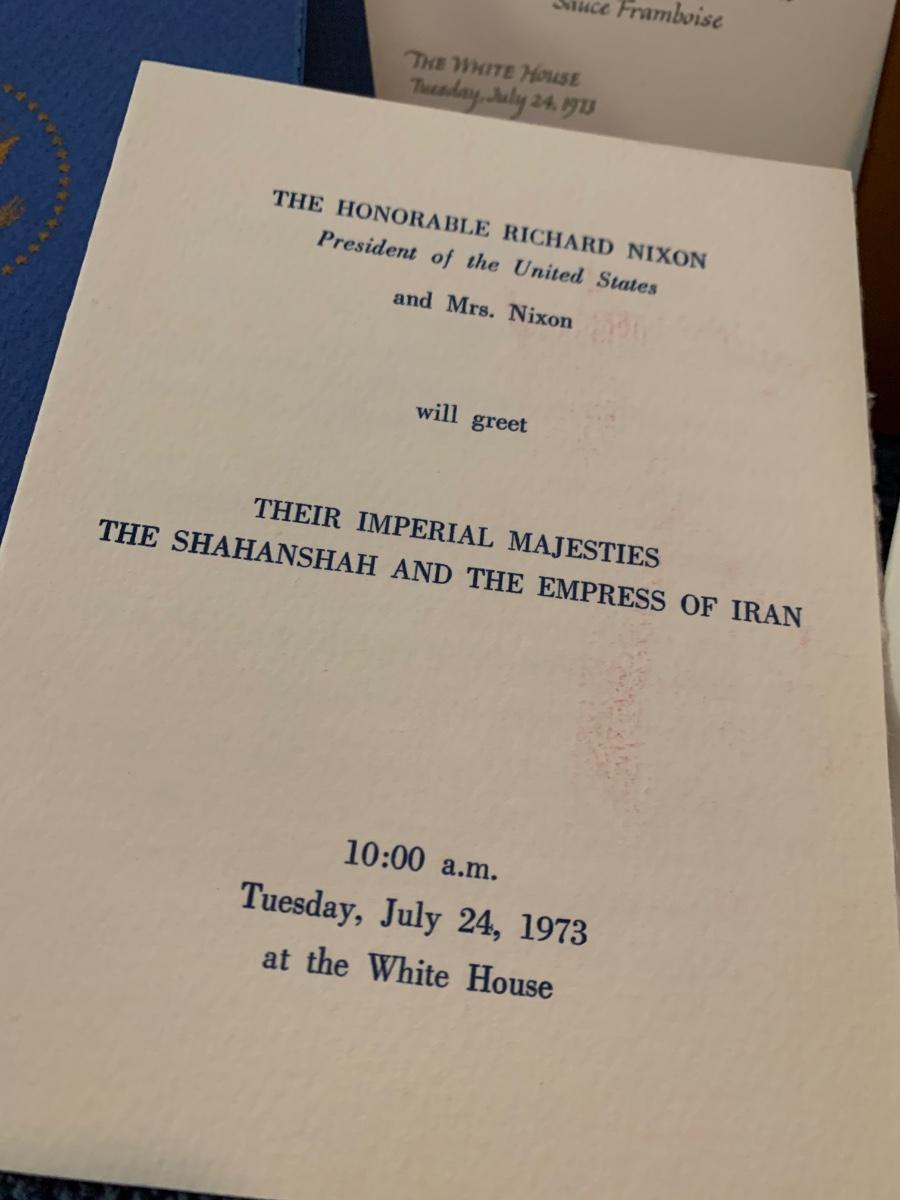 Sauce Framboise
THE WHITE HOUSE
Tuesday, July 24, 1973
THE HONORABLE RICHARD NIXON
President of the United States
and Mrs. Nixon
will greet
THEIR IMPERIAL MAJESTIES
THE SHAHANSHAH AND THE EMPRESS OF IRAN
10:00 a.m.
Tuesday, July 24, 1973
at the White House